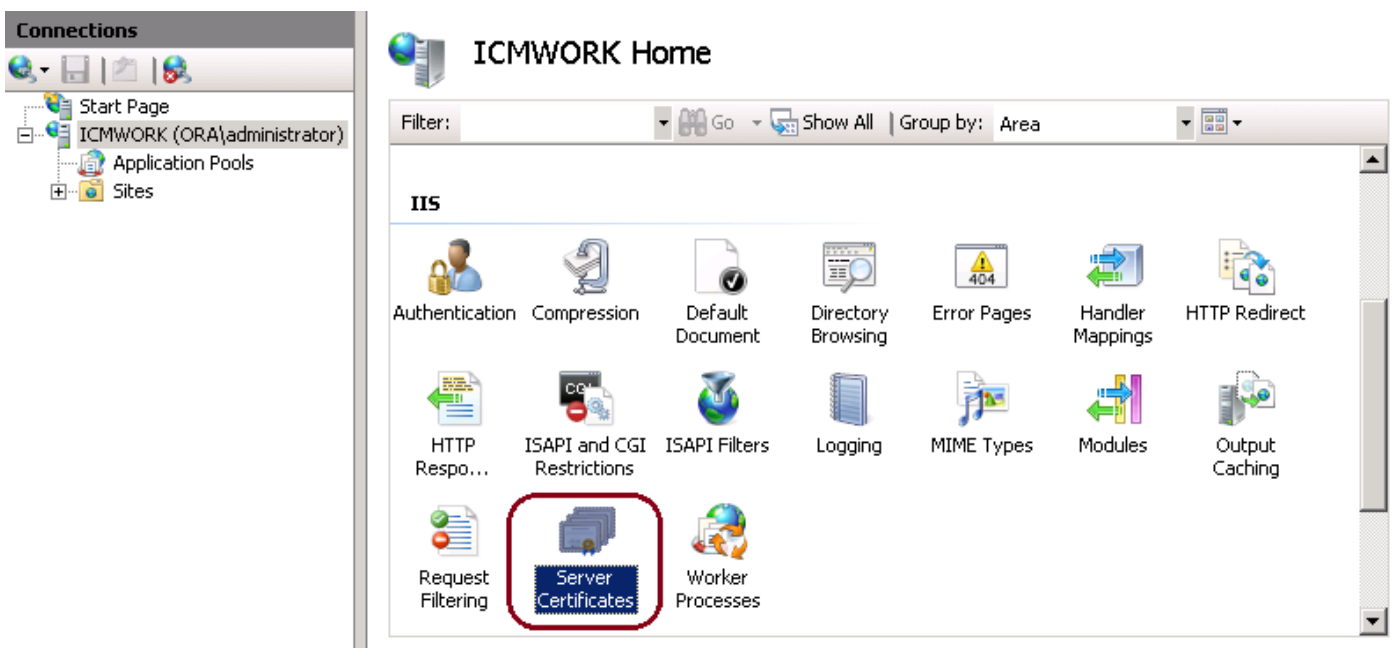 Connections
Start Page
ICMWORK (ORA\administrator)
Application Pools
Sites
ICMWORK Home
Filter: Go Show All Group by: Area
IIS
Authentication Compression Default Directory Error Pages Handler HTTP Redirect
Document Browsing Mappings
404
CGI
HTTP ISAPI and CGI ISAPI Filters Logging MIME Types Modules Output
Respo... Restrictions Caching
Request Server Worker
Filtering Certificates Processes